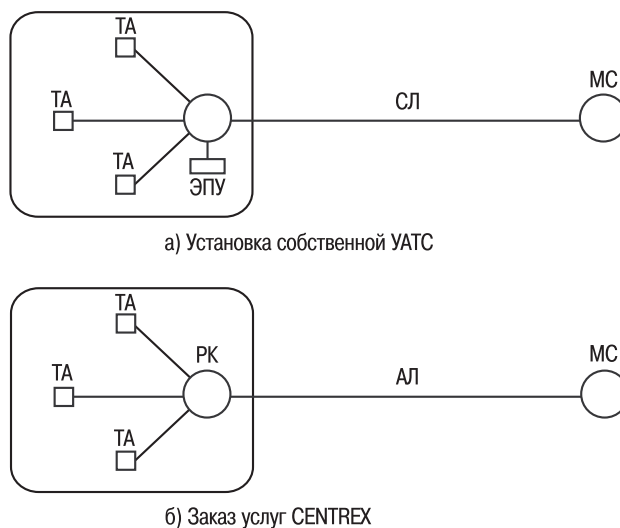 ТА
МС
ТА
СЛ
ТА
ЭПУ
а) Установка собственной УАТС
ТА
РК
МС
ТА
АЛ
ТА
б) Заказ услуг CENTREX